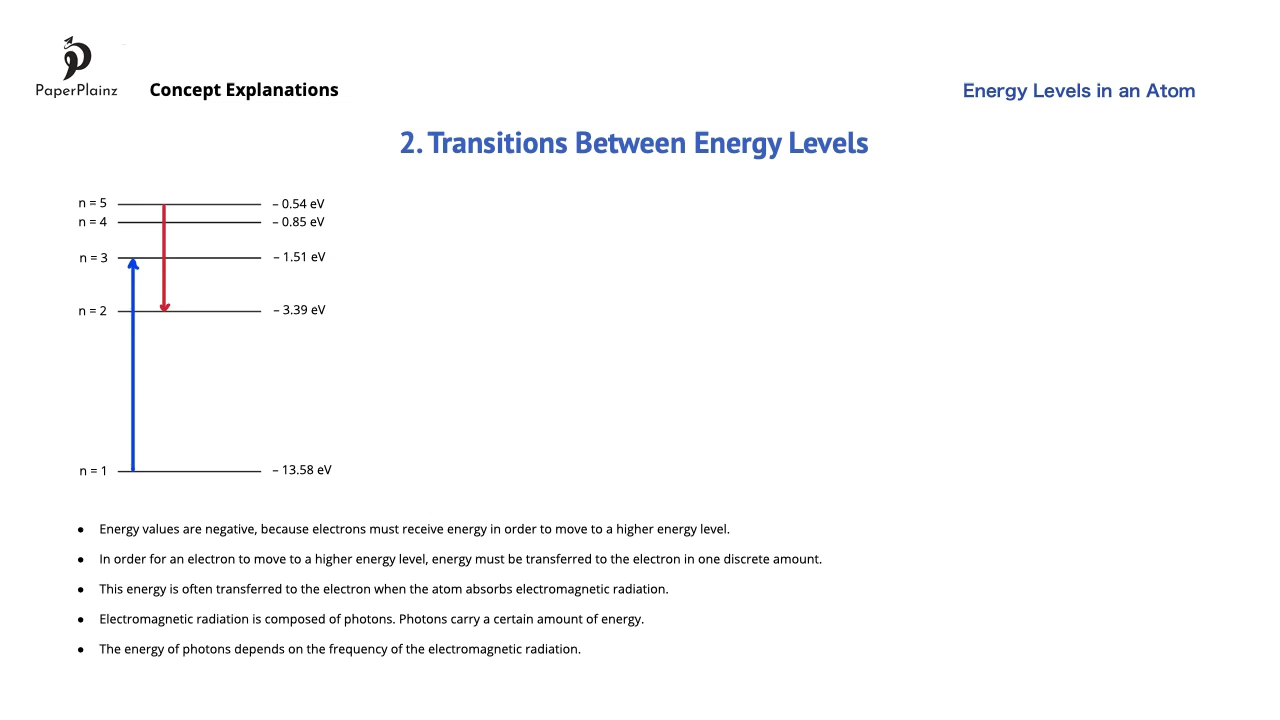 PaperPlainz
Concept Explanations
Energy Levels in an Atom
2. Transitions Between Energy Levels
n = 5 – 0.54 eV
n = 4 – 0.85 eV
n = 3 – 1.51 eV
n = 2 – 3.39 eV
n = 1 – 13.58 eV
● Energy values are negative, because electrons must receive energy in order to move to a higher energy level.
● In order for an electron to move to a higher energy level, energy must be transferred to the electron in one discrete amount.
● This energy is often transferred to the electron when the atom absorbs electromagnetic radiation.
● Electromagnetic radiation is composed of photons. Photons carry a certain amount of energy.
● The energy of photons depends on the frequency of the electromagnetic radiation.